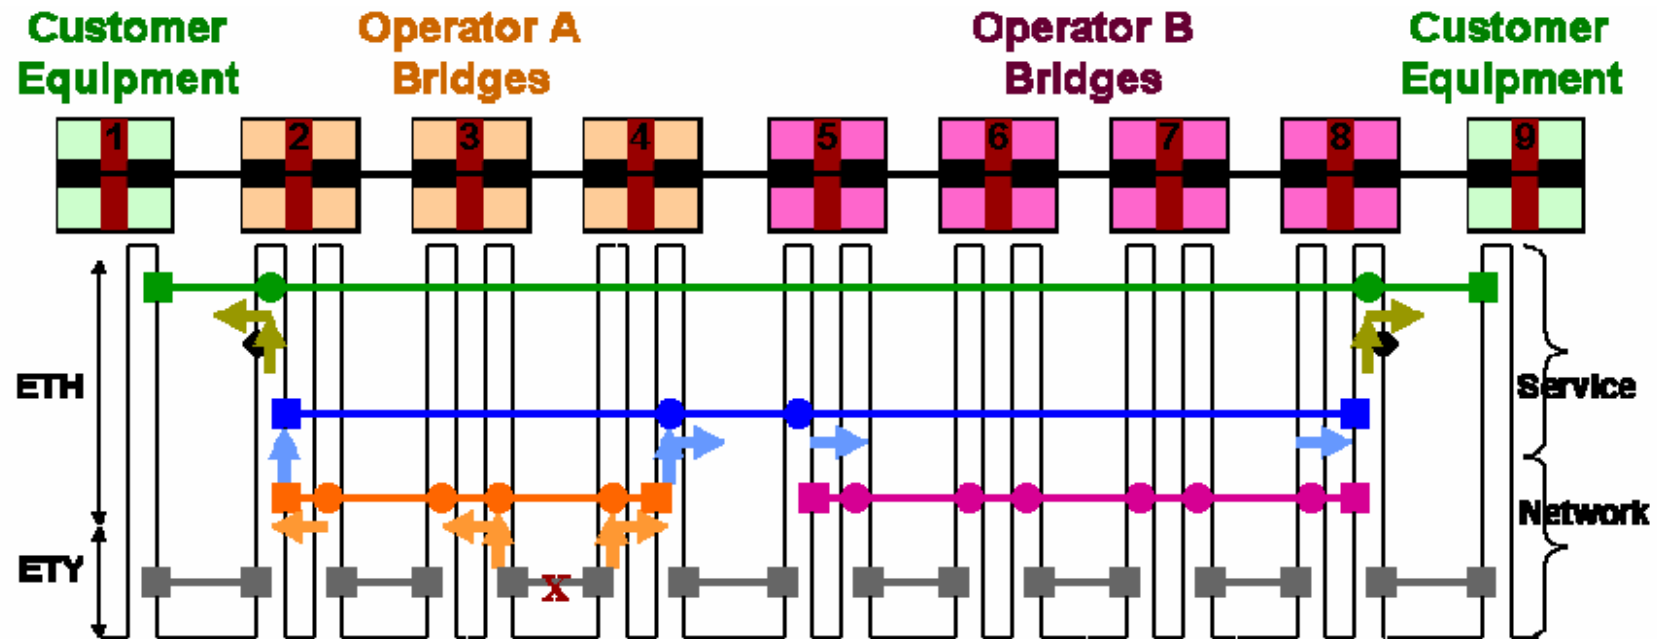 Customer
Equipment
Operator A
Bridges
Operator B
Bridges
Customer
Equipment
1 2 3 4 5 6 7 8 9
ETH
Service
Network
ETY
X